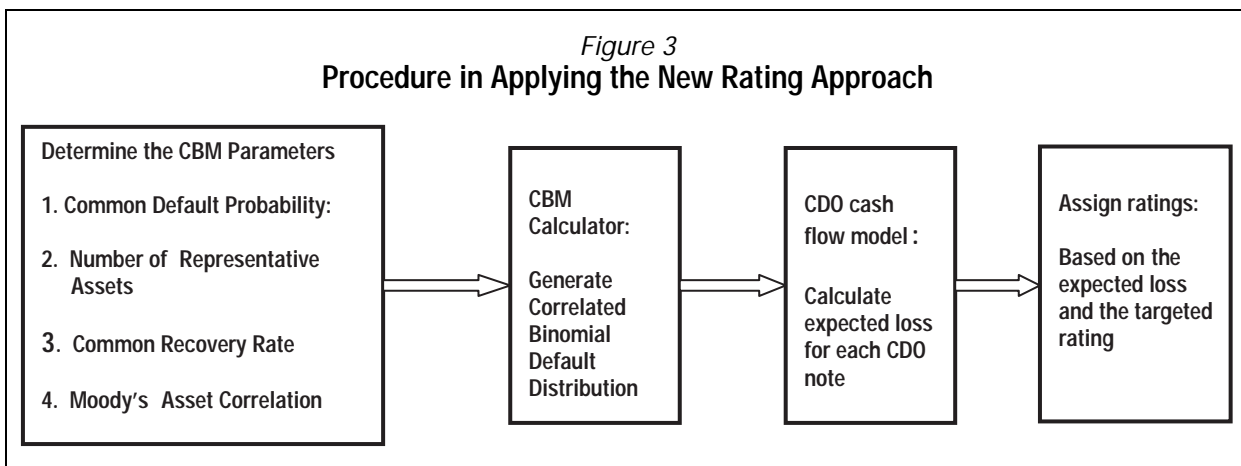 Figure 3
Procedure in Applying the New Rating Approach
Determine the CBM Parameters
1. Common Default Probability:
2. Number of Representative
Assets
3. Common Recovery Rate
4. Moody's Asset Correlation
CBM
Calculator:
Generate
Correlated
Binomial
Default
Distribution
CDO cash
flow model :
Calculate
expected loss
for each CDO
note
Assign ratings:
Based on the
expected loss
and the targeted
rating